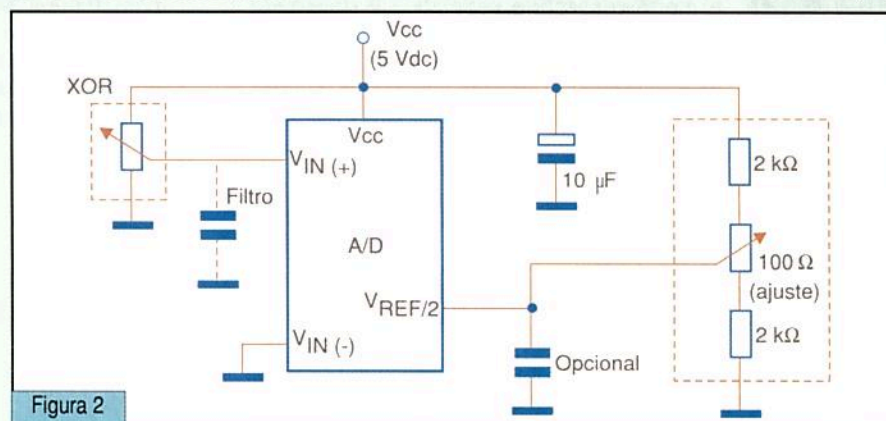 Vcc
(5 Vdc)
XOR
Vcc
VIN (+)
Filtro
10 µF
2 kΩ
A/D
100 Ω
(ajuste)
VREF/2
2 kΩ
VIN (-)
Opcional
Figura 2